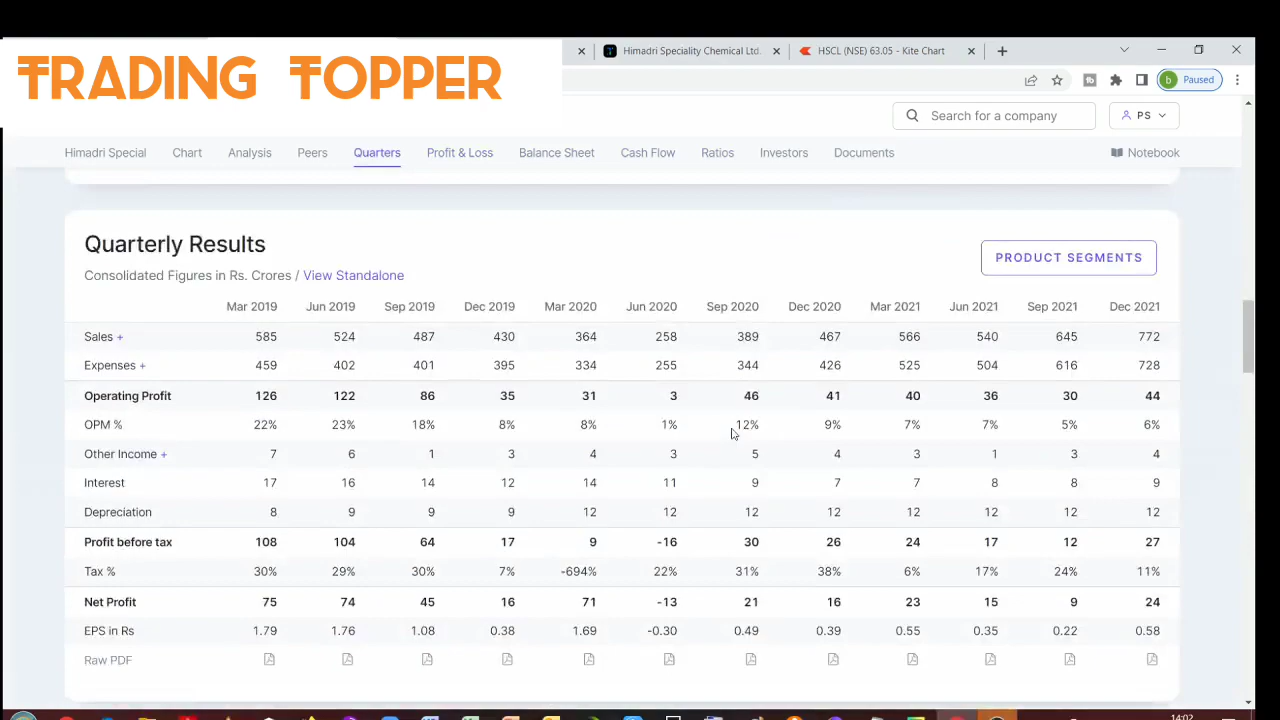 TRADING TOPPER
Himadri Speciality Chemical Ltd.
HSCL (NSE) 63.05 - Kite Chart
b Paused
Search for a company
PS
Himadri Special Chart Analysis Peers Quarters Profit & Loss Balance Sheet Cash Flow Ratios Investors Documents Notebook
Quarterly Results
Consolidated Figures in Rs. Crores / View Standalone
PRODUCT SEGMENTS
Mar 2019 Jun 2019 Sep 2019 Dec 2019 Mar 2020 Jun 2020 Sep 2020 Dec 2020 Mar 2021 Jun 2021 Sep 2021 Dec 2021
Sales + 585 524 487 430 364 258 389 467 566 540 645 772
Expenses + 459 402 401 395 334 255 344 426 525 504 616 728
Operating Profit 126 122 86 35 31 3 46 41 40 36 30 44
OPM % 22% 23% 18% 8% 8% 1% 12% 9% 7% 7% 5% 6%
Other Income + 7 6 1 3 4 3 5 4 3 1 3 4
Interest 17 16 14 12 14 11 9 7 7 8 8 9
Depreciation 8 9 9 9 12 12 12 12 12 12 12 12
Profit before tax 108 104 64 17 9 -16 30 26 24 17 12 27
Tax % 30% 29% 30% 7% -694% 22% 31% 38% 6% 17% 24% 11%
Net Profit 75 74 45 16 71 -13 21 16 23 15 9 24
EPS in Rs 1.79 1.76 1.08 0.38 1.69 -0.30 0.49 0.39 0.55 0.35 0.22 0.58
Raw PDF
14:02